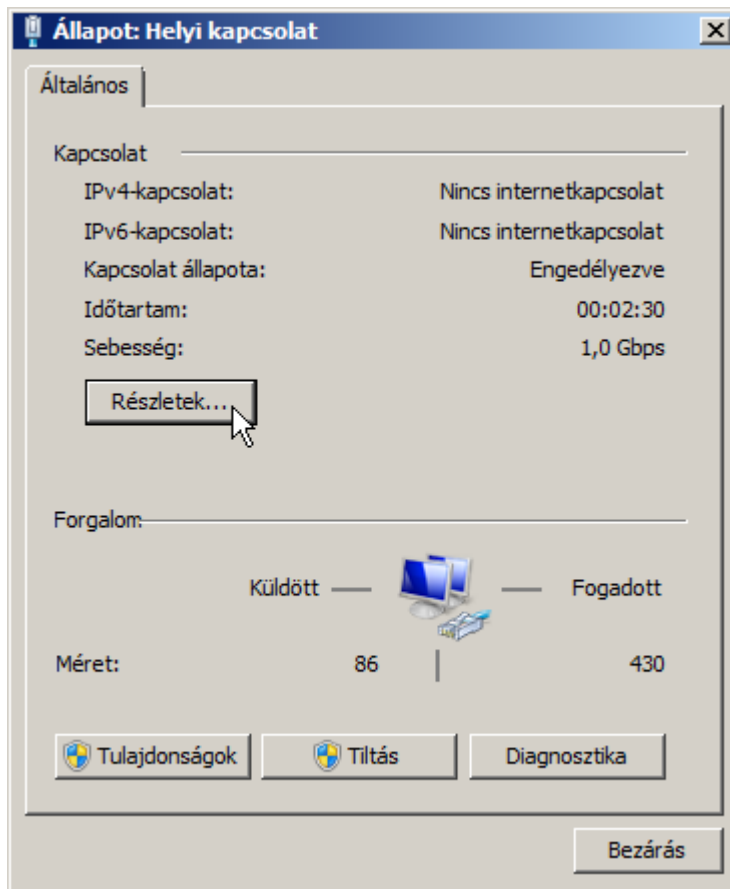 Állapot: Helyi kapcsolat
Általános
Kapcsolat
IPv4-kapcsolat: Nincs internetkapcsolat
IPv6-kapcsolat: Nincs internetkapcsolat
Kapcsolat állapota: Engedélyezve
Időtartam: 00:02:30
Sebesség: 1,0 Gbps
Részletek...
Forgalom
Küldött Fogadott
Méret: 86 430
Tulajdonságok Tiltás Diagnosztika
Bezárás